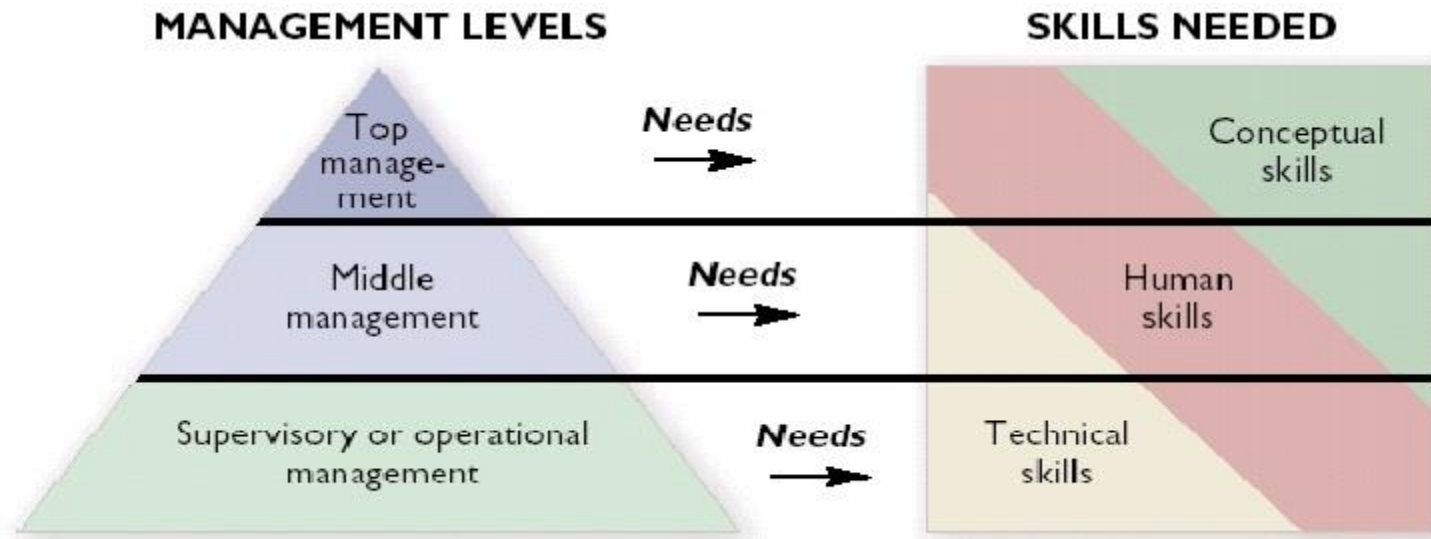 MANAGEMENT LEVELS
SKILLS NEEDED
Top
manage-
ment
Needs
Conceptual
skills
Middle
management
Needs
Human
skills
Supervisory or operational
management
Needs
Technical
skills